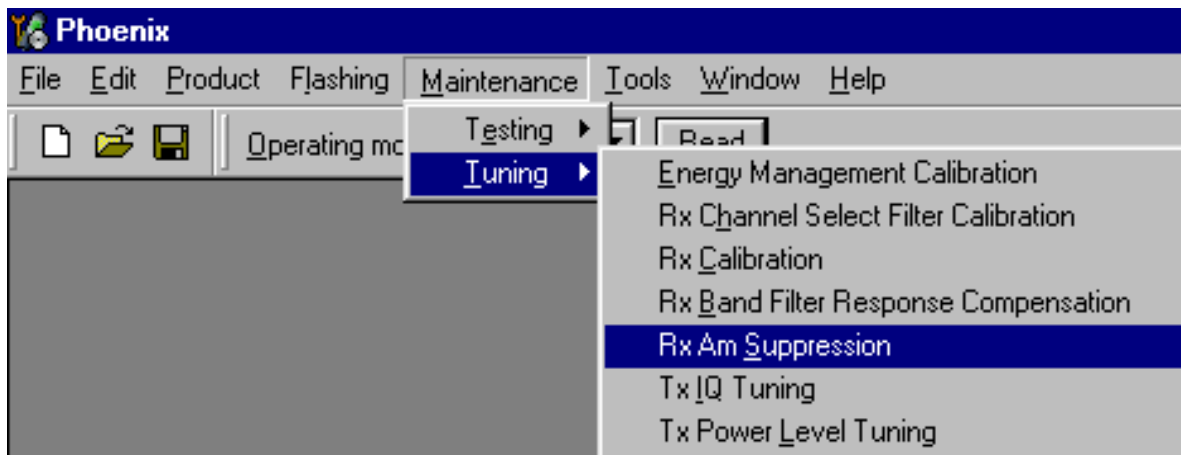 Phoenix
File Edit Product Flashing Maintenance Tools Window Help
Operating mo
Testing
Read
Tuning
Energy Management Calibration
Rx Channel Select Filter Calibration
Rx Calibration
Rx Band Filter Response Compensation
Rx Am Suppression
Tx IQ Tuning
Tx Power Level Tuning